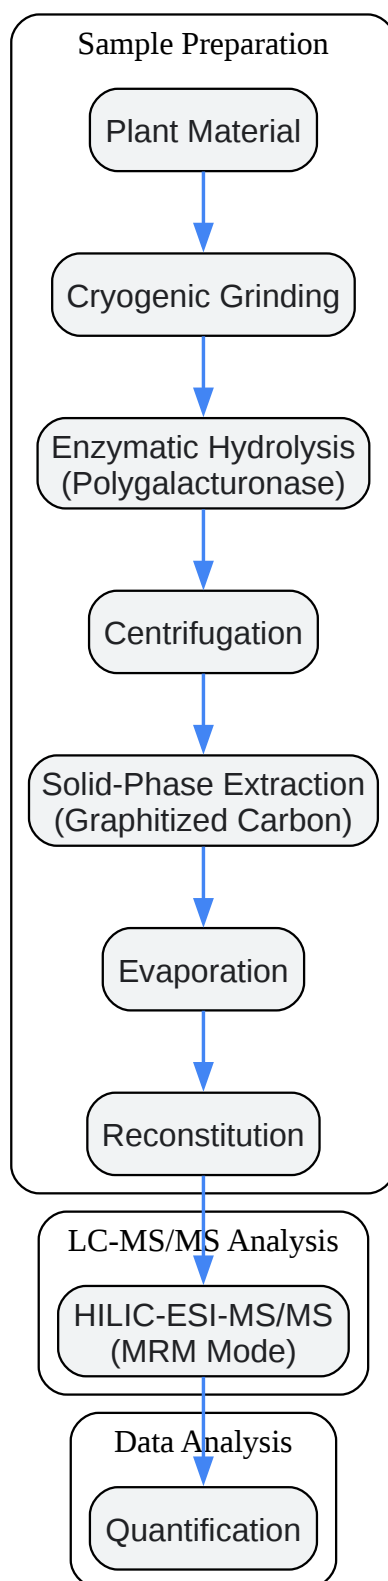 Sample Preparation
Plant Material
Cryogenic Grinding
Enzymatic Hydrolysis
(Polygalacturonase)
Centrifugation
Solid-Phase Extraction
(Graphitized Carbon)
Evaporation
Reconstitution
LC-MS/MS Analysis
HILIC-ESI-MS/MS
(MRM Mode)
Data Analysis
Quantification